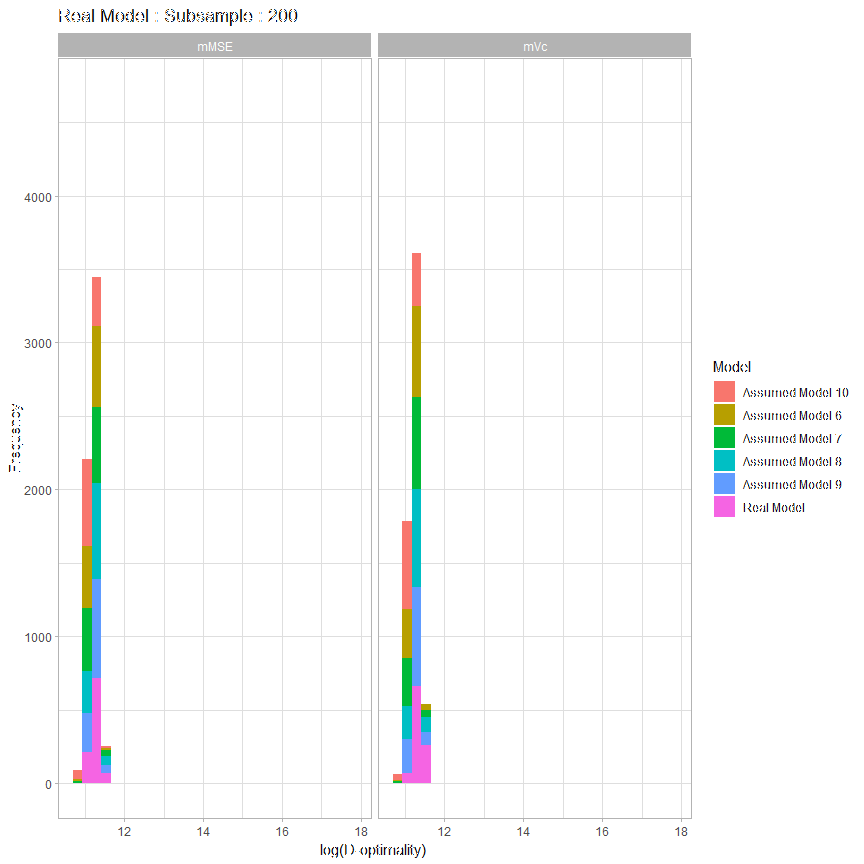 Real Model : Subsample : 200
mMSE
mVc
4000
3000
2000
1000
0
Frequency
12
14
16
18
12
14
16
18
log(D-optimality)
Model
Assumed Model 10
Assumed Model 6
Assumed Model 7
Assumed Model 8
Assumed Model 9
Real Model